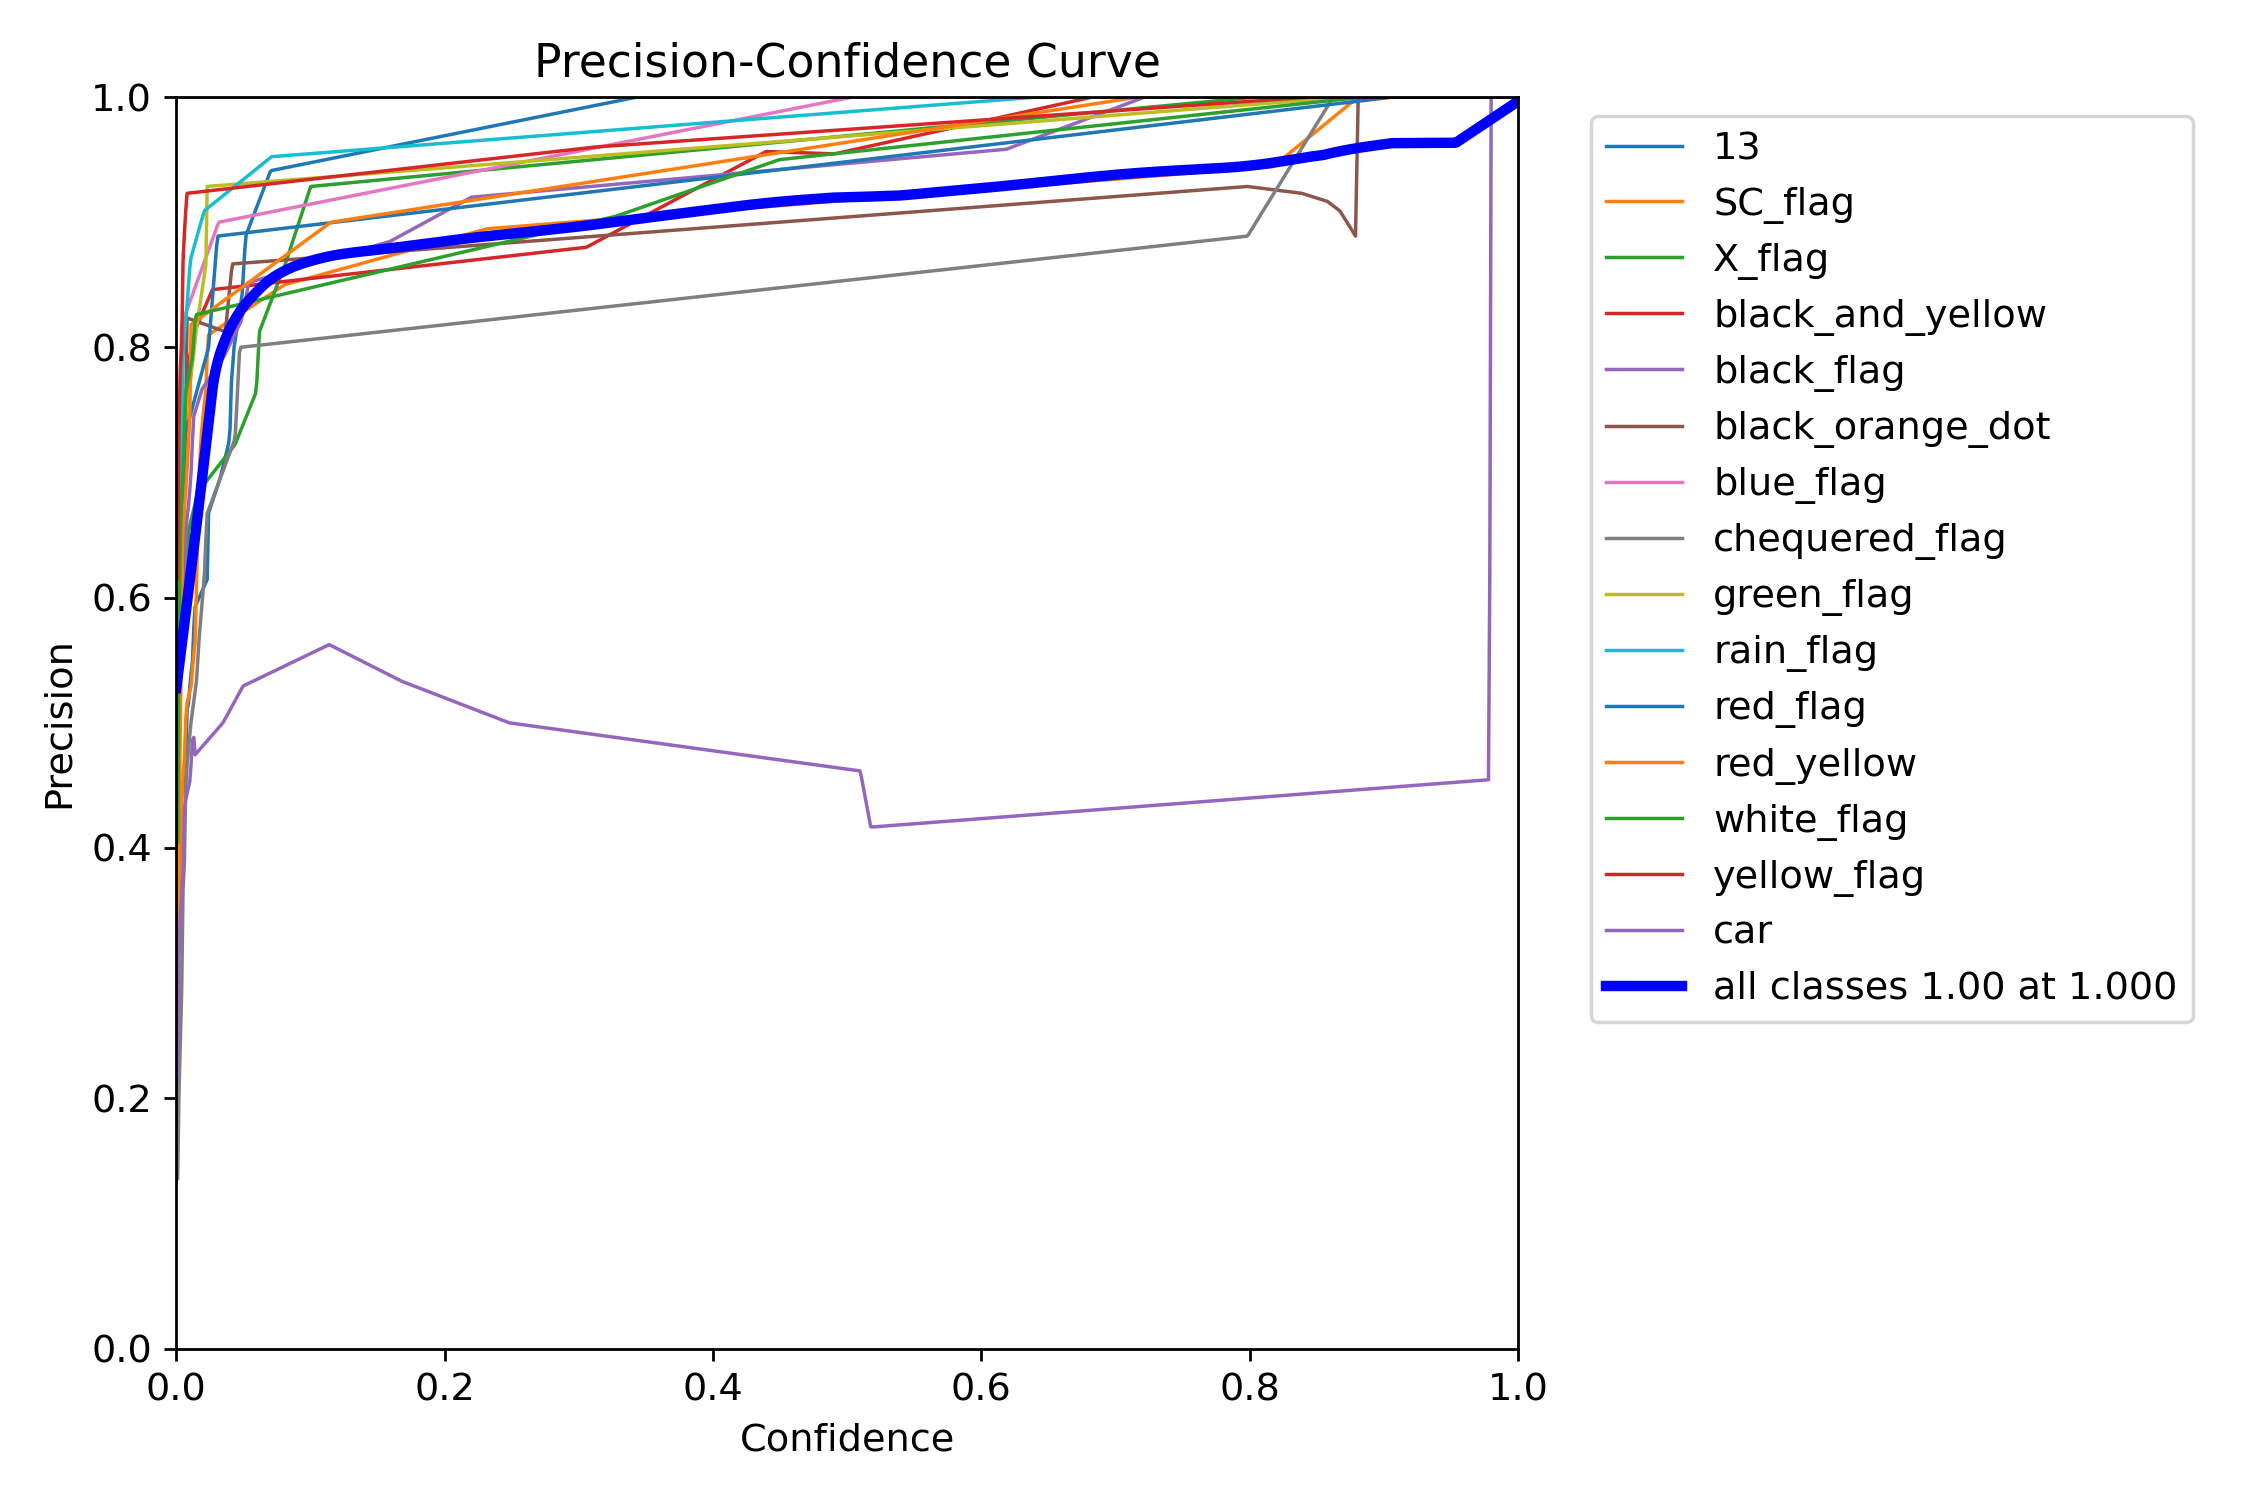 Precision-Confidence Curve
1.0
0.8
0.6
0.4
0.2
0.0
Precision
0.0 0.2 0.4 0.6 0.8 1.0
Confidence
13
SC_flag
X_flag
black_and_yellow
black_flag
black_orange_dot
blue_flag
chequered_flag
green_flag
rain_flag
red_flag
red_yellow
white_flag
yellow_flag
car
all classes 1.00 at 1.000